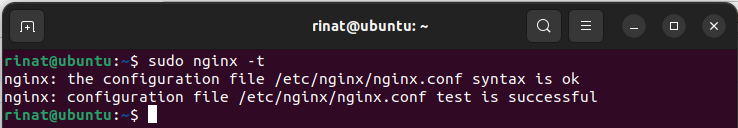 rinat@ubuntu: ~
rinat@ubuntu:~$ sudo nginx -t
nginx: the configuration file /etc/nginx/nginx.conf syntax is ok
nginx: configuration file /etc/nginx/nginx.conf test is successful
rinat@ubuntu:~$